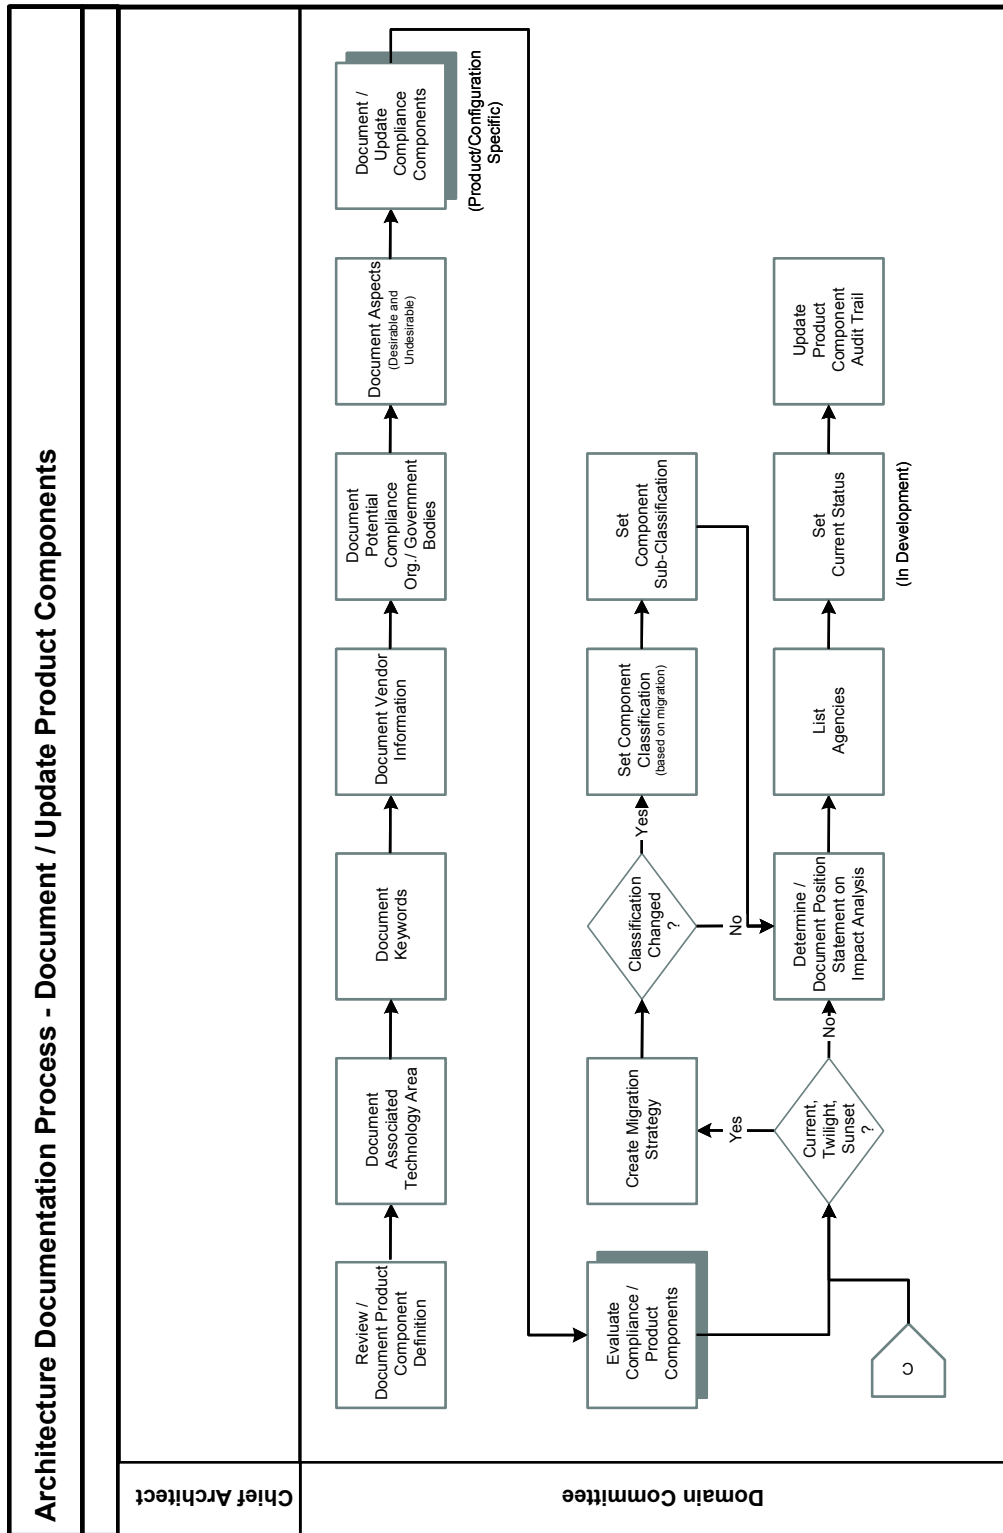 Architecture Documentation Process - Document / Update Product Components
Chief Architect
Domain Committee
Review /
Document Product
Component
Definition
Document
Associated
Technology Area
Document
Keywords
Document Vendor
Information
Document
Potential
Compliance
Org./ Government
Bodies
Document Aspects
(Desirable and
Undesirable)
Document /
Update
Compliance
Components
(Product/Configuration
Specific)
Evaluate
Compliance /
Product
Components
Create Migration
Strategy
Classification
Changed
?
Yes
No
Set Component
Classification
(based on migration)
Set
Component
Sub-Classification
C
Current,
Twilight,
Sunset
?
Yes
No
Determine /
Document Position
Statement on
Impact Analysis
List
Agencies
Set
Current Status
(In Development)
Update
Product
Component
Audit Trail